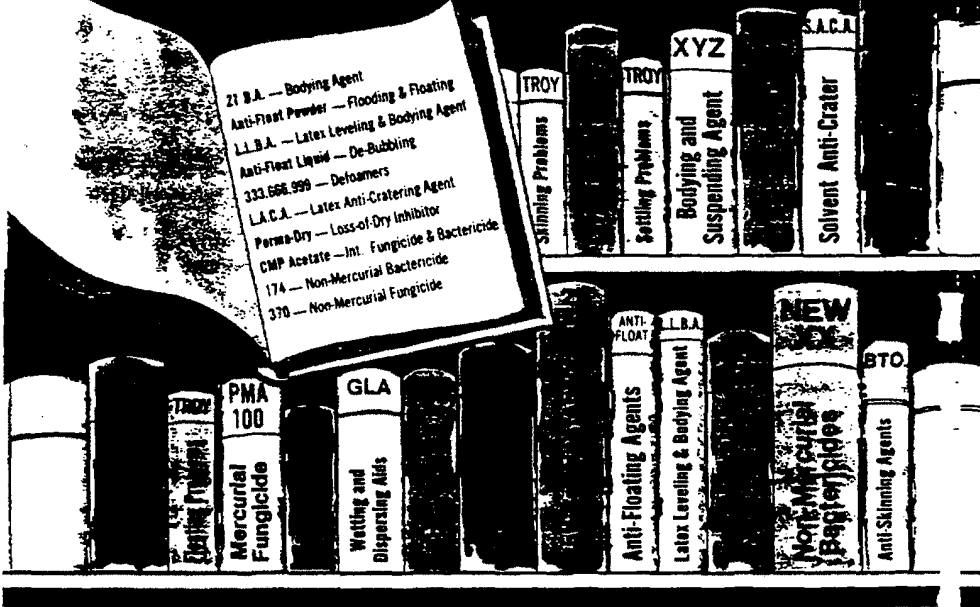 21 B.A. — Bodying Agent
Anti-Float Powder — Flooding & Floating
L.L.B.A. — Latex Leveling & Bodying Agent
Anti-Float Liquid — De-Bubbling
333.666.999 — Defoamers
L.A.C.A. — Latex Anti-Cratering Agent
Perma-Dry — Loss-of-Dry Inhibitor
CMP Acetate —Int. Fungicide & Bactericide
174 — Non-Mercurial Bactericide
370 — Non-Mercurial Fungicide
TROY
Skinning Problems
TROY
Settling Problems
XYZ
Bodying and
Suspending Agent
S.A.C.A.
Solvent Anti-Crater
TROY
Problems
PMA
100
Mercurial
Fungicide
GLA
Wetting and
Dispersing Aids
ANTI-
FLOAT
Anti-Floating Agents
L.L.B.A.
Latex Leveling & Bodying Agent
NEW
Non-Mercurial
Bactericides
BTO
Anti-Skinning Agents